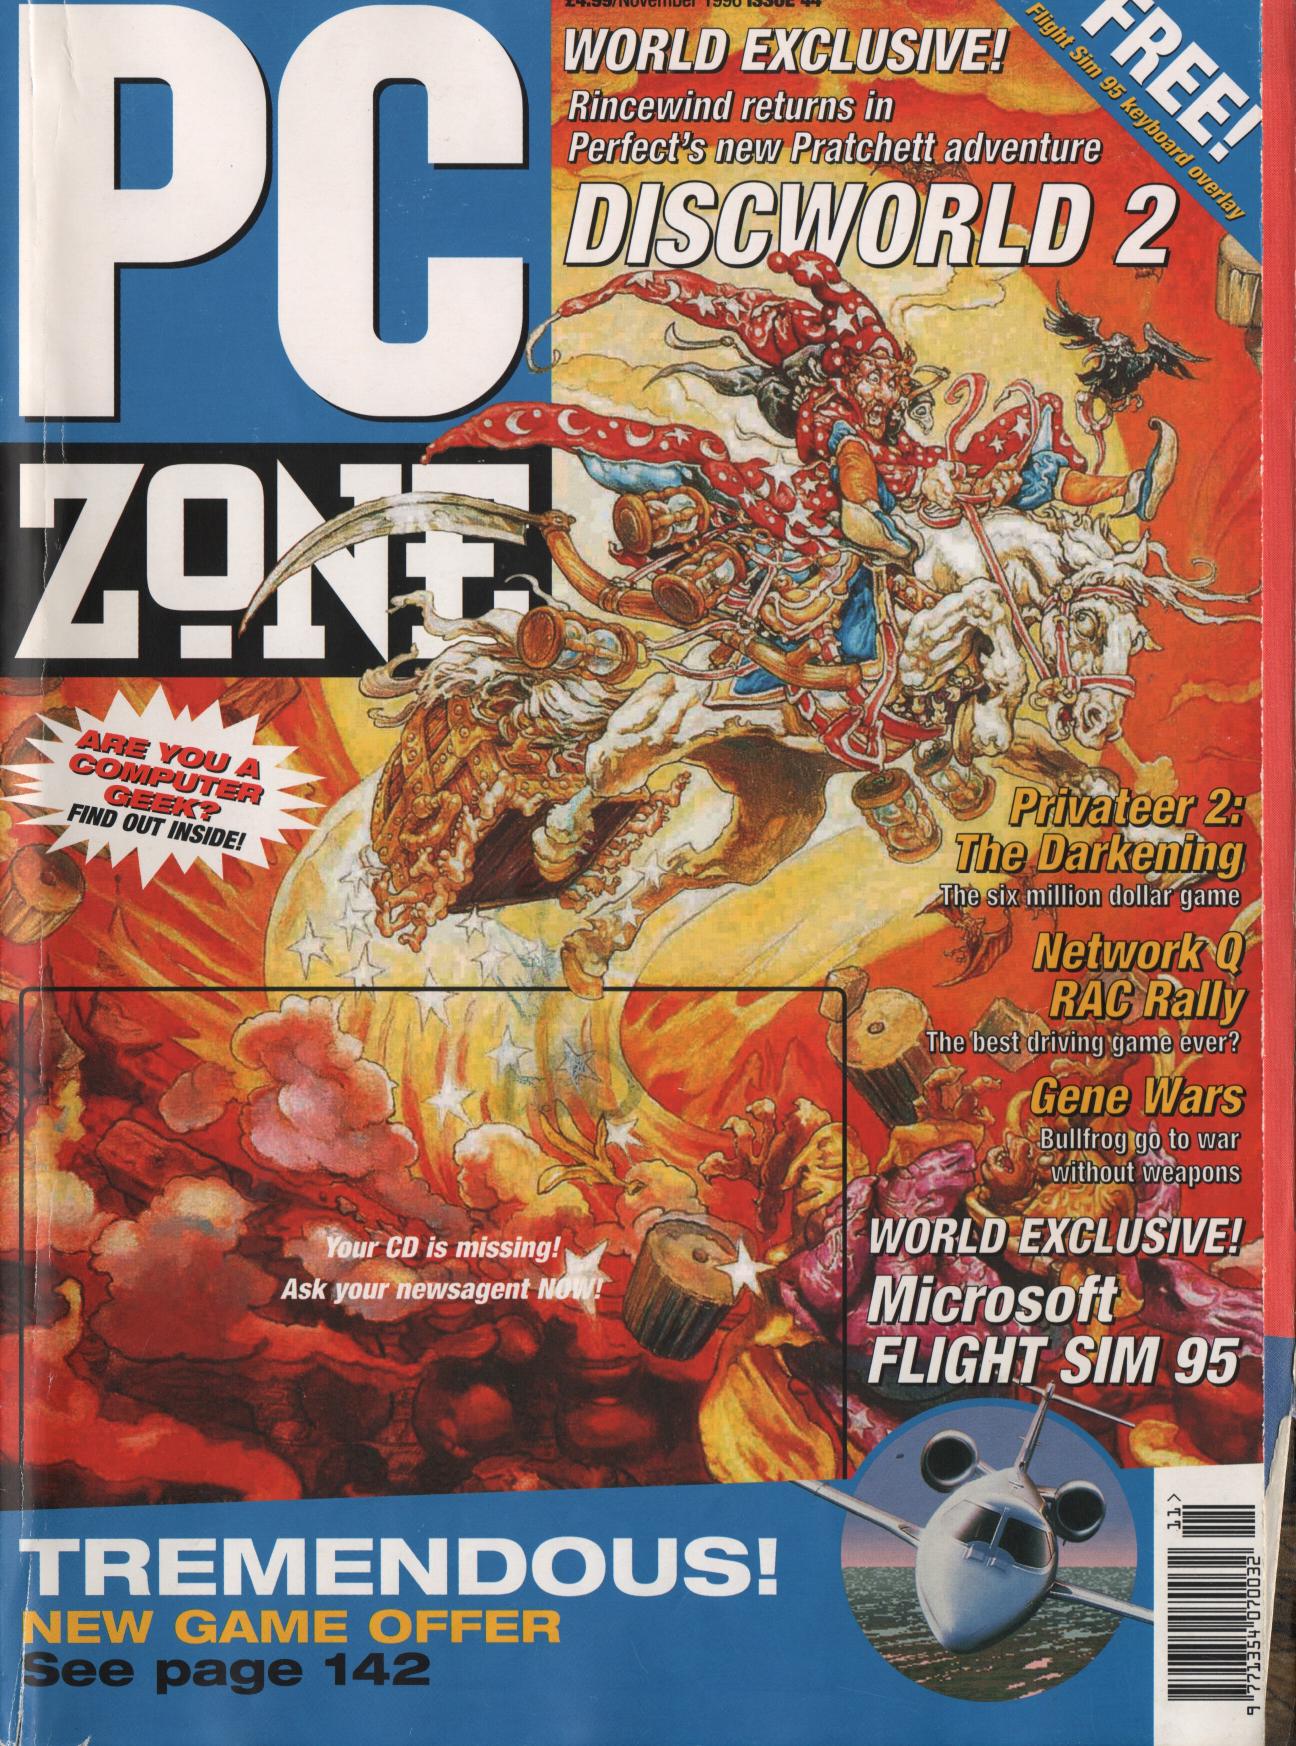 £4.99/November 1996 ISSUE 44
PC
ZONE
WORLD EXCLUSIVE!
Rincewind returns in
Perfect's new Pratchett adventure
DISCWORLD 2
FREE!
Flight Sim 95 keyboard overlay
ARE YOU A
COMPUTER
GEEK?
FIND OUT INSIDE!
Privateer 2:
The Darkening
The six million dollar game
Network Q
RAC Rally
The best driving game ever?
Gene Wars
Bullfrog go to war
without weapons
Your CD is missing!
Ask your newsagent NOW!
WORLD EXCLUSIVE!
Microsoft
FLIGHT SIM 95
TREMENDOUS!
NEW GAME OFFER
See page 142
11>
9 771354 070032